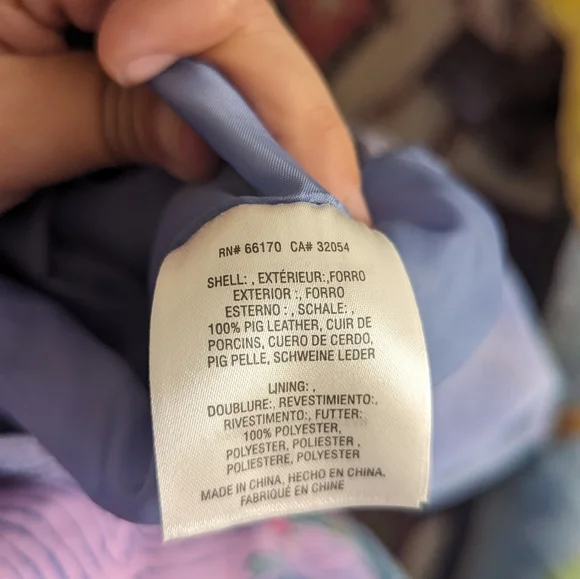 RN# 66170 CA# 32054
SHELL: , EXTÉRIEUR:,FORRO
EXTERIOR :, FORRO
ESTERNO : , SCHALE: ,
100% PIG LEATHER, CUIR DE
PORCINS, CUERO DE CERDO,
PIG PELLE, SCHWEINE LEDER
LINING: ,
DOUBLURE:, REVESTIMIENTO:,
RIVESTIMENTO:, FUTTER:
100% POLYESTER,
POLYESTER, POLIESTER ,
POLIESTERE, POLYESTER
MADE IN CHINA, HECHO EN CHINA,
FABRIQUÉ EN CHINE